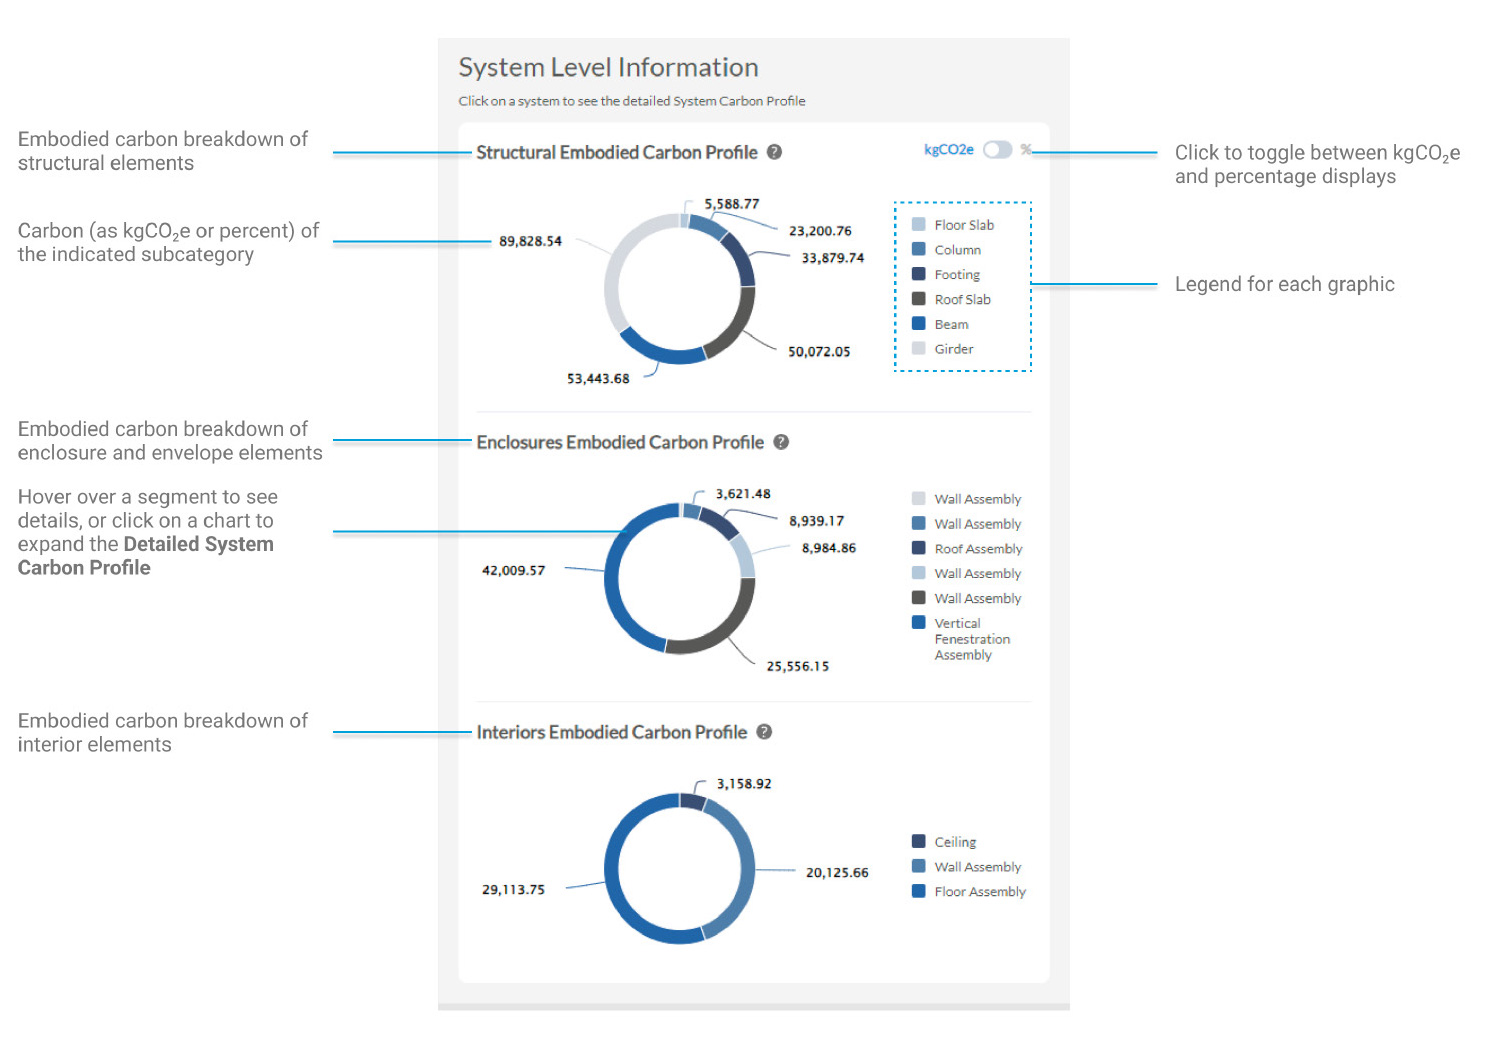 System Level Information
Click on a system to see the detailed System Carbon Profile
Embodied carbon breakdown of
structural elements
Structural Embodied Carbon Profile ?
kgCO2e %
Click to toggle between kgCO₂e
and percentage displays
Carbon (as kgCO₂e or percent) of
the indicated subcategory
5,588.77
23,200.76
33,879.74
50,072.05
53,443.68
89,828.54
Floor Slab
Column
Footing
Roof Slab
Beam
Girder
Legend for each graphic
Embodied carbon breakdown of
enclosure and envelope elements
Enclosures Embodied Carbon Profile ?
Hover over a segment to see
details, or click on a chart to
expand the Detailed System
Carbon Profile
3,621.48
8,939.17
8,984.86
25,556.15
42,009.57
Wall Assembly
Wall Assembly
Roof Assembly
Wall Assembly
Wall Assembly
Vertical
Fenestration
Assembly
Embodied carbon breakdown of
interior elements
Interiors Embodied Carbon Profile ?
3,158.92
20,125.66
29,113.75
Ceiling
Wall Assembly
Floor Assembly